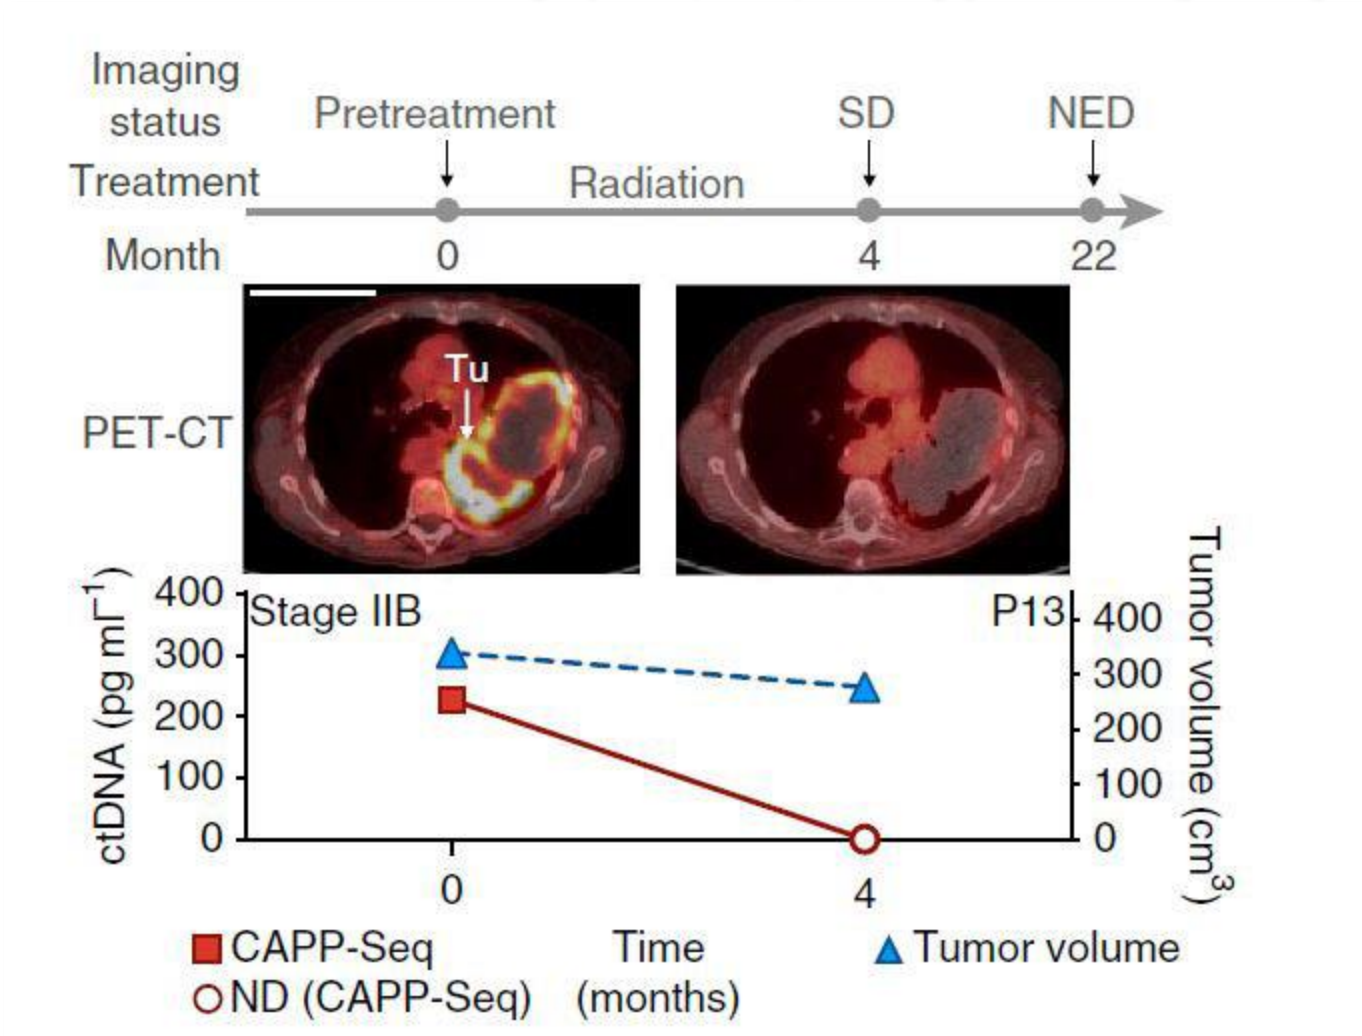 Imaging
status
Pretreatment
SD
NED
Treatment
Radiation
Month
0
4
22
PET-CT
Tu
ctDNA (pg ml⁻¹)
400
300
200
100
0
Stage IIB
P13
400
300
200
100
0
Tumor volume (cm³)
0
4
CAPP-Seq
Time
Tumor volume
ND (CAPP-Seq)
(months)